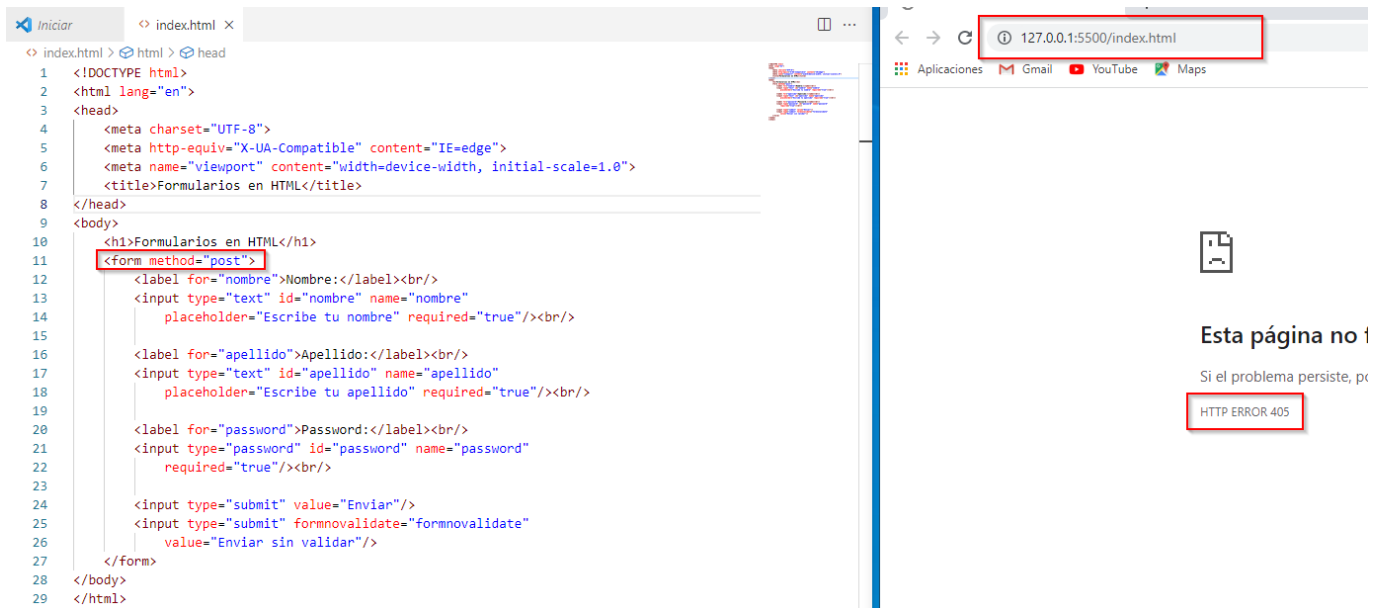 Iniciar
index.html
index.html > html > head
1 <!DOCTYPE html>
2 <html lang="en">
3 <head>
4 <meta charset="UTF-8">
5 <meta http-equiv="X-UA-Compatible" content="IE=edge">
6 <meta name="viewport" content="width=device-width, initial-scale=1.0">
7 <title>Formularios en HTML</title>
8 </head>
9 <body>
10 <h1>Formularios en HTML</h1>
11 <form method="post">
12 <label for="nombre">Nombre:</label><br/>
13 <input type="text" id="nombre" name="nombre"
14 placeholder="Escribe tu nombre" required="true"/><br/>
15
16 <label for="apellido">Apellido:</label><br/>
17 <input type="text" id="apellido" name="apellido"
18 placeholder="Escribe tu apellido" required="true"/><br/>
19
20 <label for="password">Password:</label><br/>
21 <input type="password" id="password" name="password"
22 required="true"/><br/>
23
24 <input type="submit" value="Enviar"/>
25 <input type="submit" formnovalidate="formnovalidate"
26 value="Enviar sin validar"/>
27 </form>
28 </body>
29 </html>
127.0.0.1:5500/index.html
Aplicaciones Gmail YouTube Maps
Esta página no
Si el problema persiste,
HTTP ERROR 405